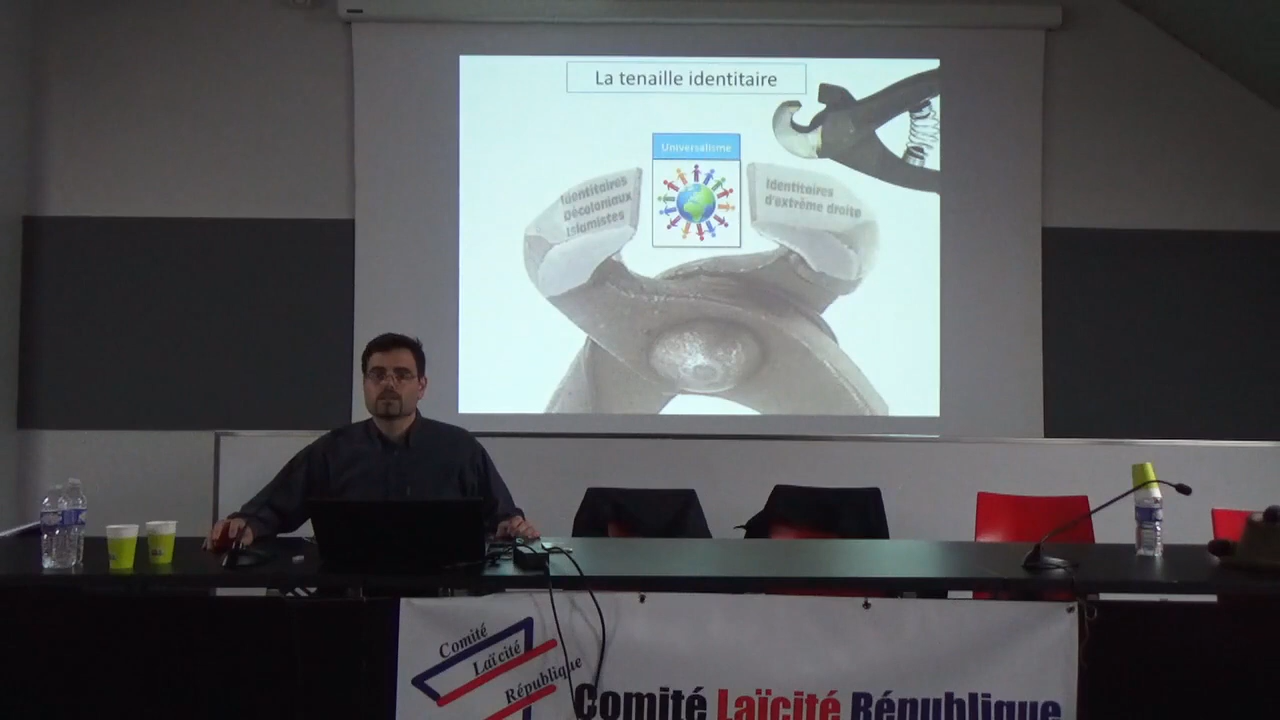 La tenaille identitaire
Universalisme
Identitaires
Décoloniaux
Islamistes
Identitaires
d'extrême droite
Comité
Laïcité
République
Comité Laïcité République